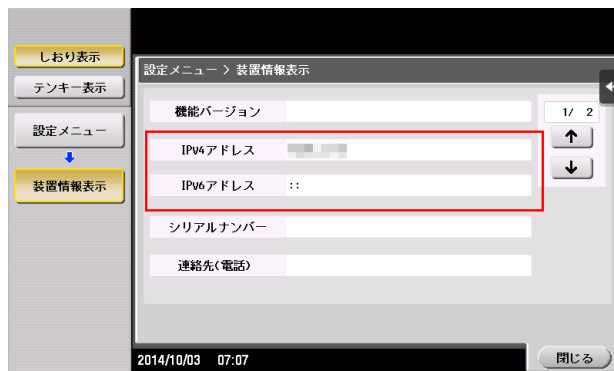 しおり表示
テンキー表示
設定メニュー
装置情報表示
設定メニュー > 装置情報表示
機能バージョン
1/ 2
IPv4アドレス
IPv6アドレス ::
シリアルナンバー
連絡先(電話)
2014/10/03 07:07
閉じる